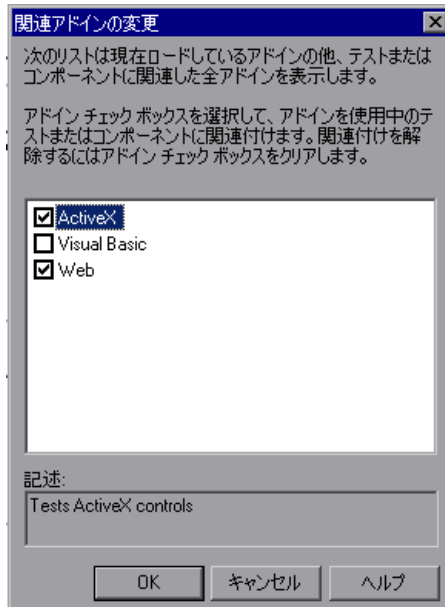 関連アドインの変更
次のリストは現在ロードしているアドインの他、テストまたは
コンポーネントに関連した全アドインを表示します。
アドイン チェック ボックスを選択して、アドインを使用中のテ
ストまたはコンポーネントに関連付けます。関連付けを解
除するにはアドイン チェック ボックスをクリアします。
ActiveX
Visual Basic
Web
記述:
Tests ActiveX controls
OK キャンセル ヘルプ